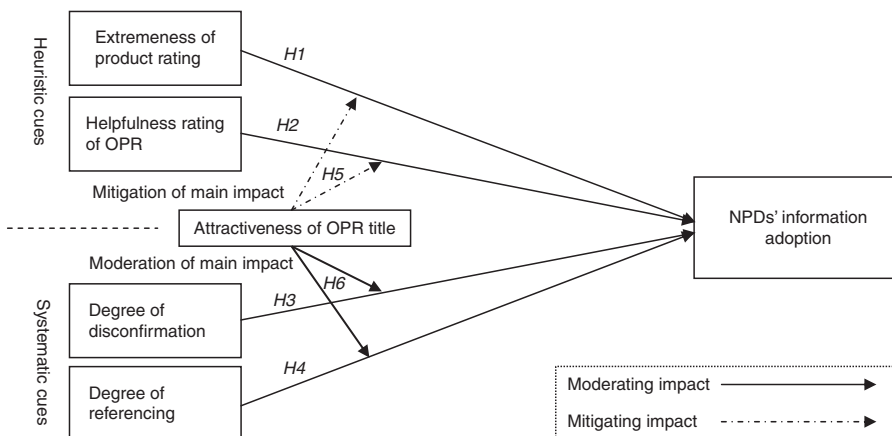 Heuristic cues
Extremeness of
product rating
H1
Helpfulness rating
of OPR
H2
H5
Mitigation of main impact
Attractiveness of OPR title
NPDs' information
adoption
Moderation of main impact
H6
Systematic cues
Degree of
disconfirmation
H3
Degree of
referencing
H4
Moderating impact
Mitigating impact